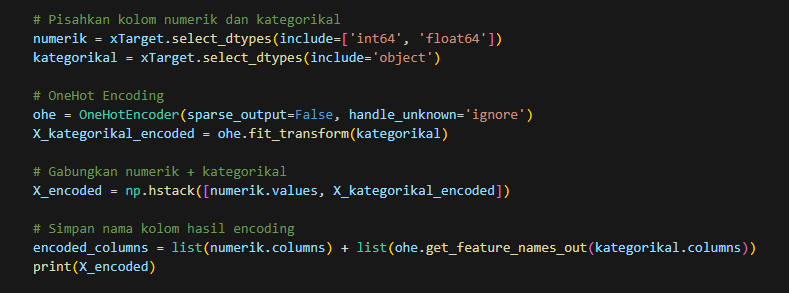 # Pisahkan kolom numerik dan kategorikal
numerik = xTarget.select_dtypes(include=['int64', 'float64'])
kategorikal = xTarget.select_dtypes(include='object')
# OneHot Encoding
ohe = OneHotEncoder(sparse_output=False, handle_unknown='ignore')
X_kategorikal_encoded = ohe.fit_transform(kategorikal)
# Gabungkan numerik + kategorikal
X_encoded = np.hstack([numerik.values, X_kategorikal_encoded])
# Simpan nama kolom hasil encoding
encoded_columns = list(numerik.columns) + list(ohe.get_feature_names_out(kategorikal.columns))
print(X_encoded)